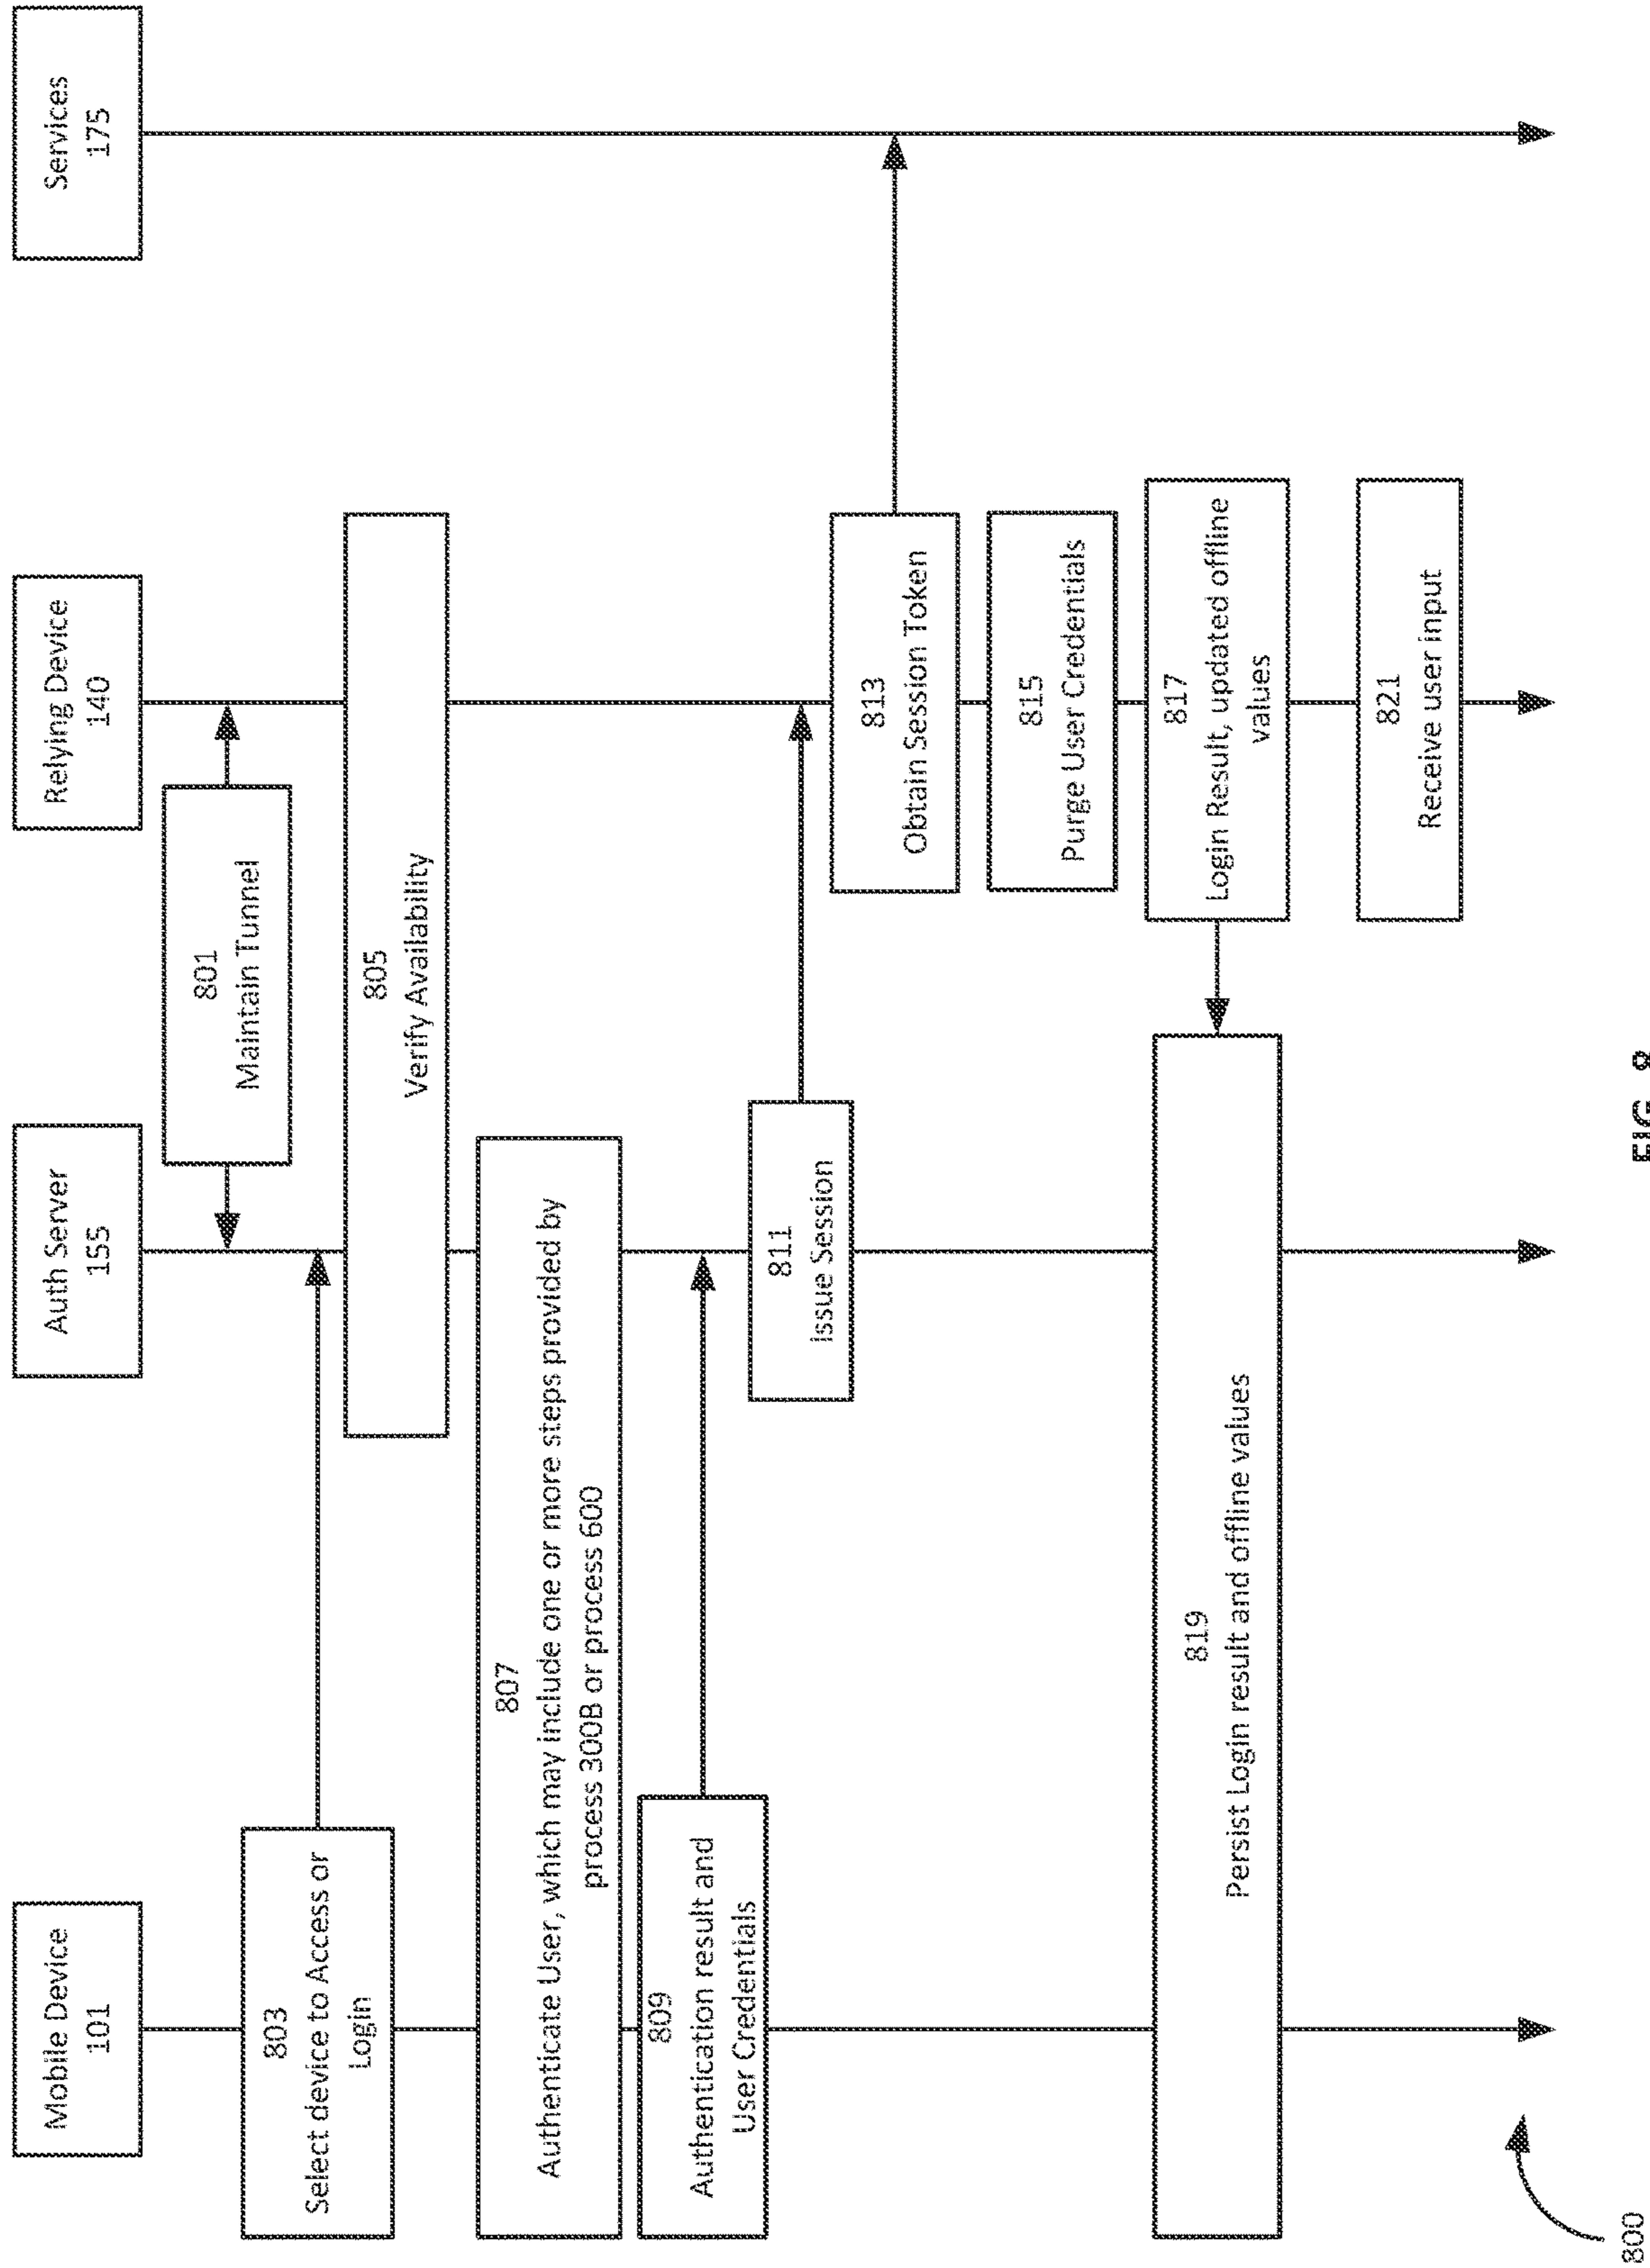 Mobile Device
101
Auth Server
155
Relying Device
140
Services
175
801
Maintain Tunnel
803
Select device to Access or
Login
805
Verify Availability
807
Authenticate User, which may include one or more steps provided by
process 300B or process 600
809
Authentication result and
User Credentials
811
Issue Session
813
Obtain Session Token
815
Purge User Credentials
817
Login Result, updated offline
values
819
Persist Login result and offline values
821
Receive user input
800
FIG. 8